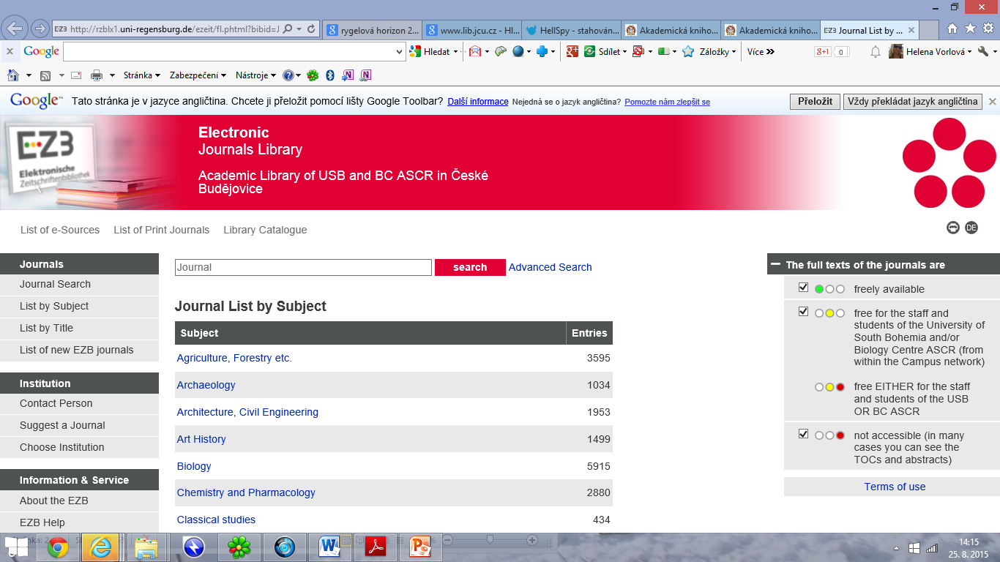 http://rzblx1.uni-regensburg.de/ezeit/fl.phtml?bibid=J
rygelová horizon 2...
www.lib.jcu.cz - Hl...
HellSpy - stahován...
Akademická kniho...
Akademická kniho...
EZ3 Journal List by ...
x Google
Hledat
Sdílet
Záložky
Více »
g+1 0
Helena Vorlová
Stránka Zabezpečení Nástroje
Google™ Tato stránka je v jazyce angličtina. Chcete ji přeložit pomocí lišty Google Toolbar? Další informace Nejedná se o jazyk angličtina? Pomozte nám zlepšit se
Přeložit
Vždy překládat jazyk angličtina
EZ3
Elektronische
Zeitschriftenbibliothek
Electronic
Journals Library
Academic Library of USB and BC ASCR in České
Budějovice
List of e-Sources List of Print Journals Library Catalogue
DE
Journals
Journal Search
List by Subject
List by Title
List of new EZB journals
Institution
Contact Person
Suggest a Journal
Choose Institution
Information & Service
About the EZB
EZB Help
Journal
search
Advanced Search
Journal List by Subject
Subject Entries
Agriculture, Forestry etc. 3595
Archaeology 1034
Architecture, Civil Engineering 1953
Art History 1499
Biology 5915
Chemistry and Pharmacology 2880
Classical studies 434
The full texts of the journals are
freely available
free for the staff and
students of the University of
South Bohemia and/or
Biology Centre ASCR (from
within the Campus network)
free EITHER for the staff
and students of the USB
OR BC ASCR
not accessible (in many
cases you can see the
TOCs and abstracts)
Terms of use
14:15
25. 8. 2015